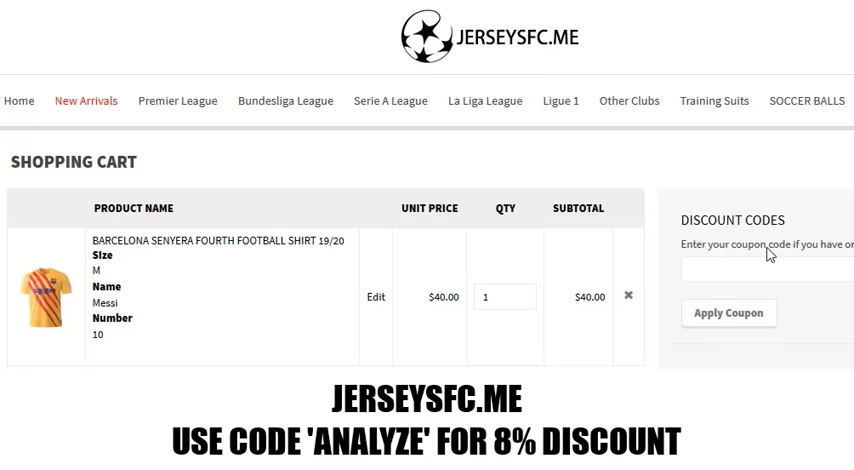 JERSEYSFC.ME
Home New Arrivals Premier League Bundesliga League Serie A League La Liga League Ligue 1 Other Clubs Training Suits SOCCER BALLS
SHOPPING CART
PRODUCT NAME UNIT PRICE QTY SUBTOTAL
BARCELONA SENYERA FOURTH FOOTBALL SHIRT 19/20
SIze
M
Name
Messi
Number
10
Edit $40.00 1 $40.00
DISCOUNT CODES
Enter your coupon code if you have
Apply Coupon
JERSEYSFC.ME
USE CODE 'ANALYZE' FOR 8% DISCOUNT